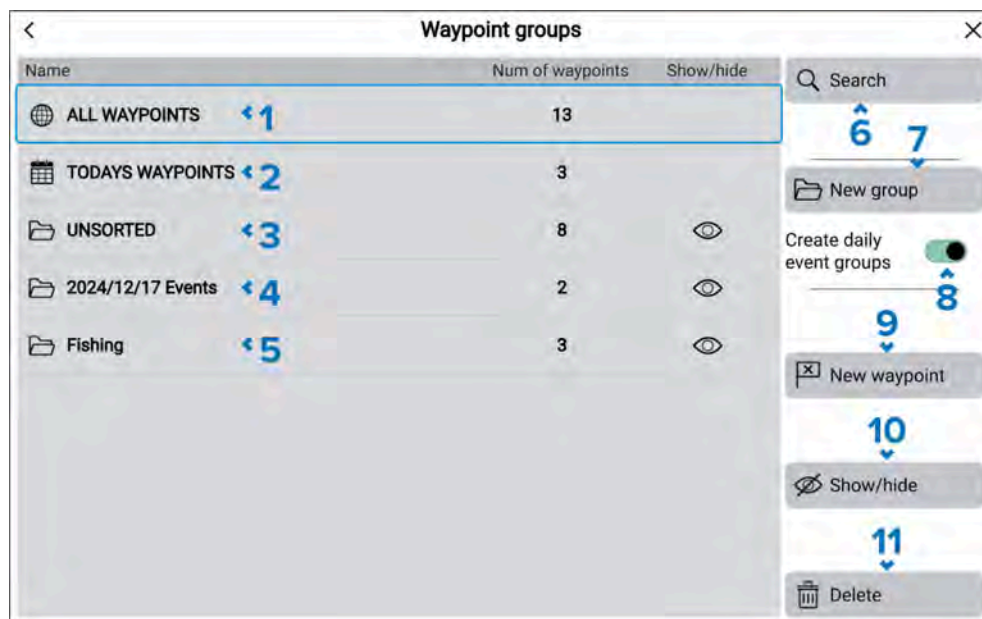 Waypoint groups
Name Num of waypoints Show/hide
ALL WAYPOINTS 1 13
TODAYS WAYPOINTS 2 3
UNSORTED 3 8
2024/12/17 Events 4 2
Fishing 5 3
Search
6 7
New group
Create daily
event groups
8
9
New waypoint
10
Show/hide
11
Delete